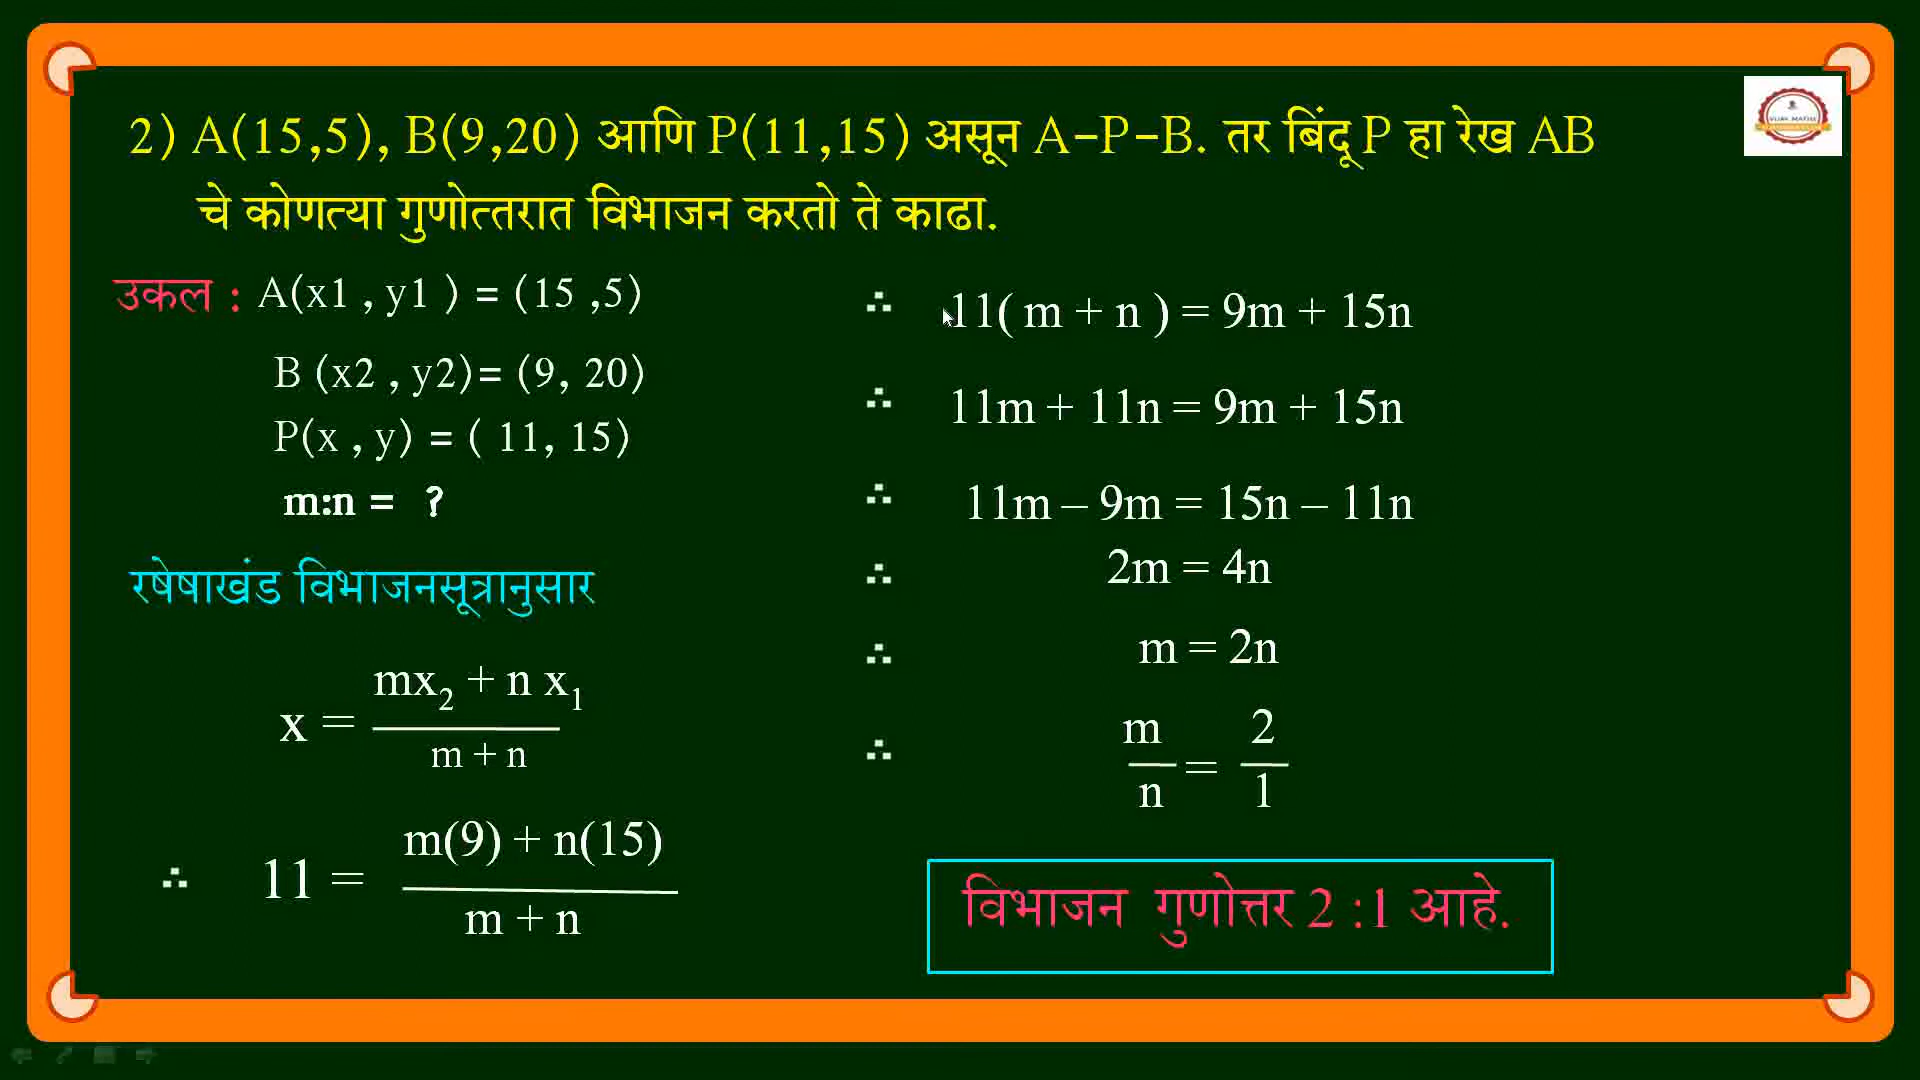 2) A(15,5), B(9,20) आणि P(11,15) असून A-P-B. तर बिंदू P हा रेख AB
चे कोणत्या गुणोत्तरात विभाजन करतो ते काढा.
उकल : A(x1 , y1 ) = (15 ,5)
B (x2 , y2)= (9, 20)
P(x , y) = ( 11, 15)
m:n = ?
रषेषाखंड विभाजनसूत्रानुसार
x = mx₂ + n x₁
m + n
∴ 11 = m(9) + n(15)
m + n
∴ 11( m + n ) = 9m + 15n
∴ 11m + 11n = 9m + 15n
∴ 11m – 9m = 15n – 11n
∴ 2m = 4n
∴ m = 2n
∴ m = 2
n 1
विभाजन गुणोत्तर 2 :1 आहे.
VIJAY MATHS